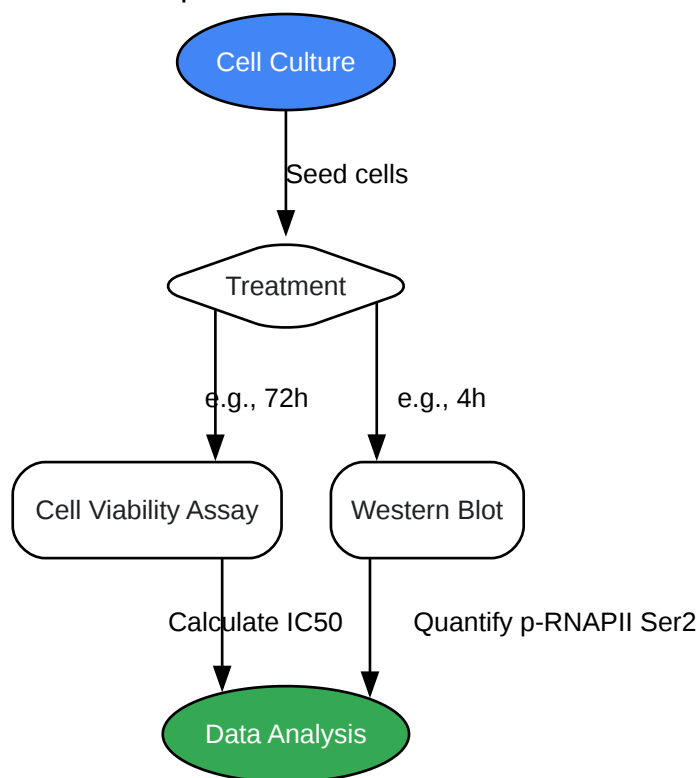 Cell Culture
Seed cells
Treatment
e.g., 72h
e.g., 4h
Cell Viability Assay
Western Blot
Calculate IC50
Quantify p-RNAPII Ser2
Data Analysis